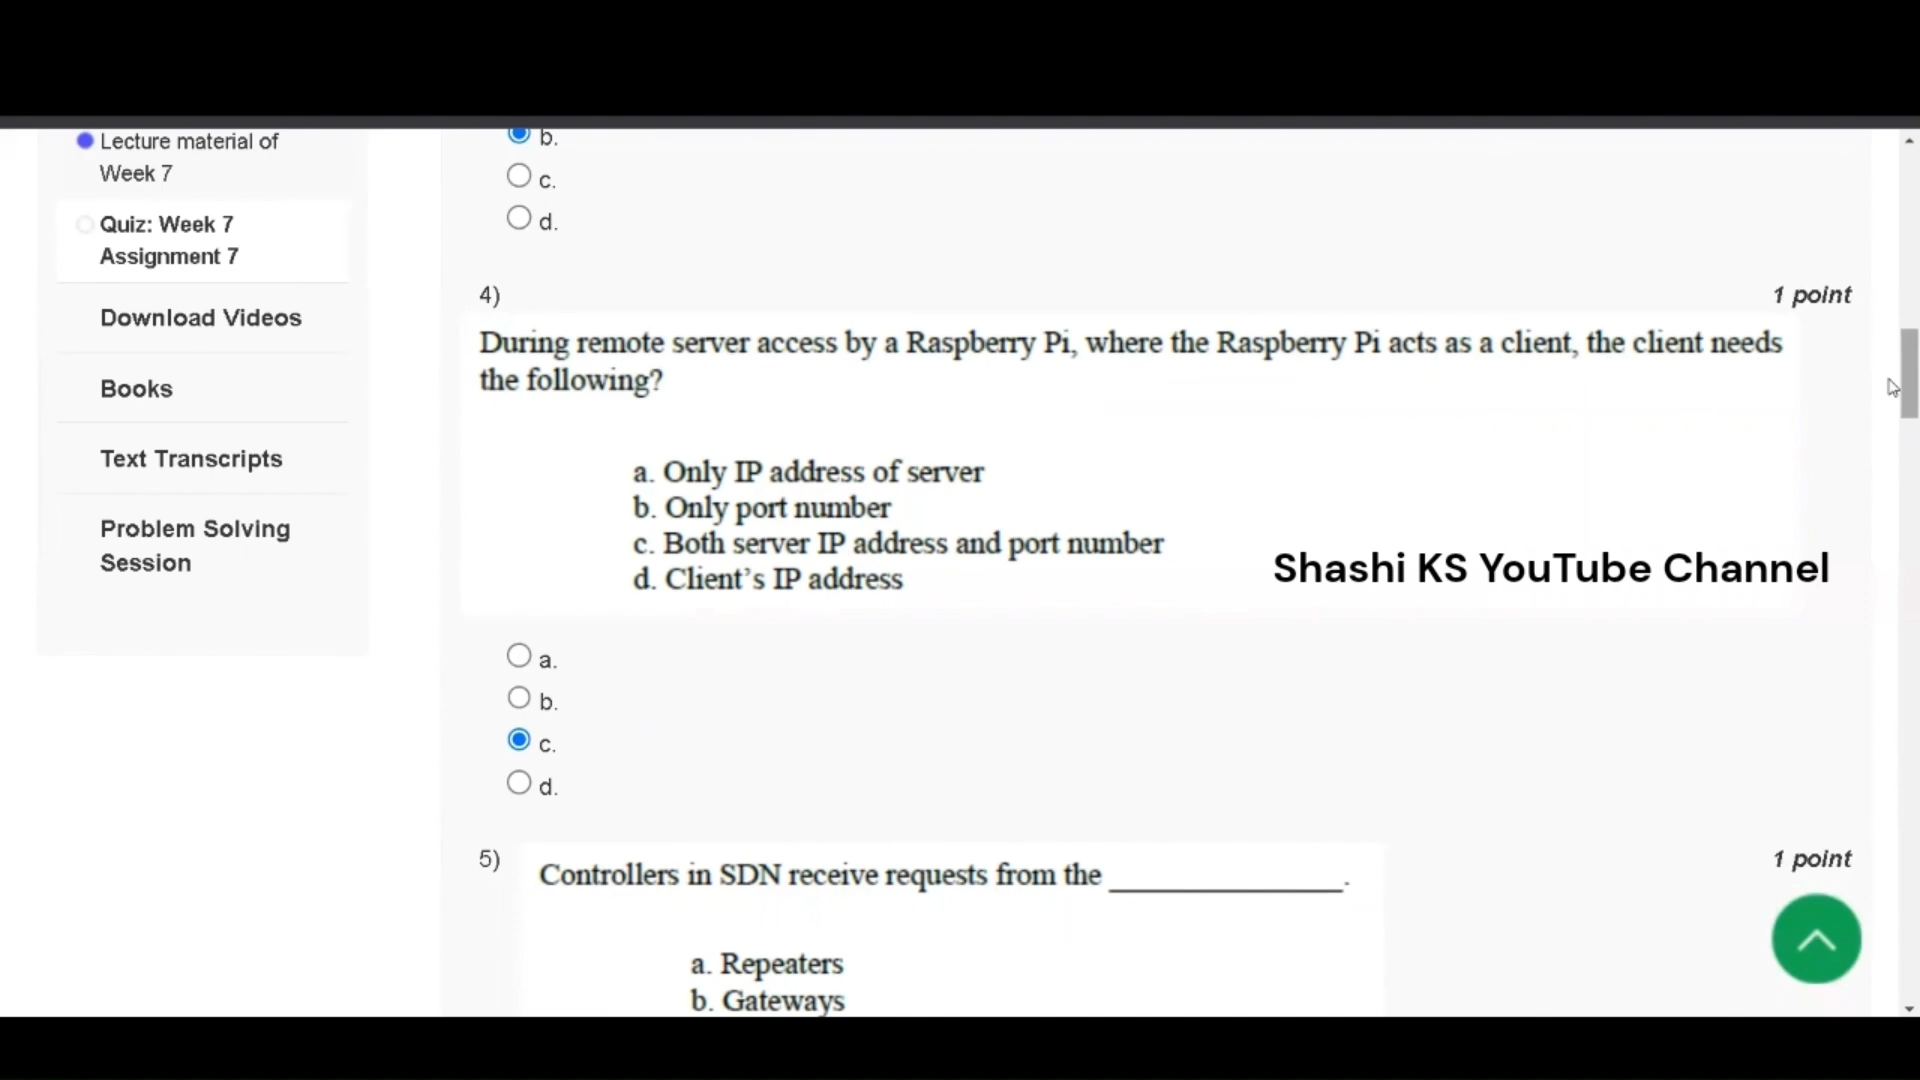 Lecture material of
Week 7
Quiz: Week 7
Assignment 7
Download Videos
Books
Text Transcripts
Problem Solving
Session
b.
c.
d.
4)
1 point
During remote server access by a Raspberry Pi, where the Raspberry Pi acts as a client, the client needs
the following?
a. Only IP address of server
b. Only port number
c. Both server IP address and port number
d. Client's IP address
Shashi KS YouTube Channel
a.
b.
c.
d.
5)
1 point
Controllers in SDN receive requests from the ________________.
a. Repeaters
b. Gateways